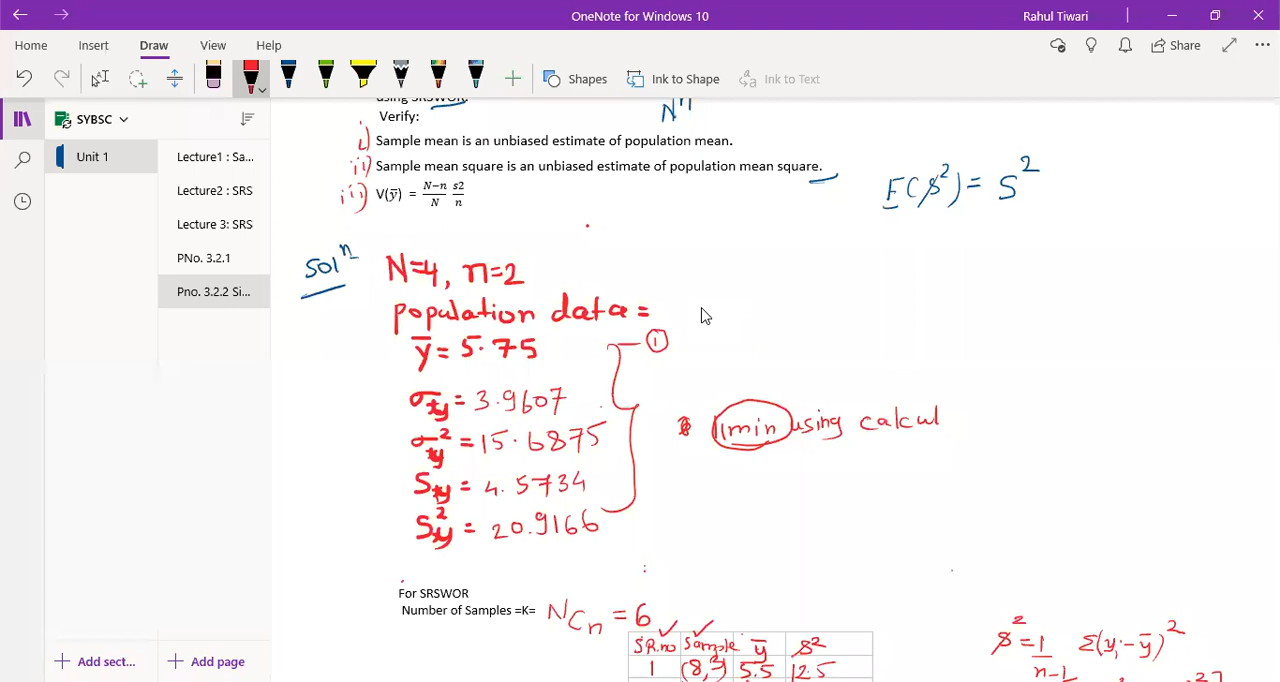 OneNote for Windows 10
Rahul Tiwari
Home Insert Draw View Help
Share
Shapes Ink to Shape Ink to Text
SYBSC
Unit 1
Lecture1 : Sa...
Lecture2 : SRS
Lecture 3: SRS
PNo. 3.2.1
Pno. 3.2.2 Si...
Add sect...
Add page
using SRSWOR.
N^n
Verify:
i) Sample mean is an unbiased estimate of population mean.
ii) Sample mean square is an unbiased estimate of population mean square.
iii) V(ȳ) = N−n/N s2/n
E(s²) = S²
Solⁿ N=4, n=2
population data =
ȳ = 5.75
1
σy = 3.9607
σy² = 15.6875
1min using calcul
Sy = 4.5734
Sy² = 20.9166
For SRSWOR
Number of Samples =K= NCn = 6
SR.no Sample ȳ s²
1 (8,3) 5.5 12.5
s² = 1/n-1 Σ(yi - ȳ)²